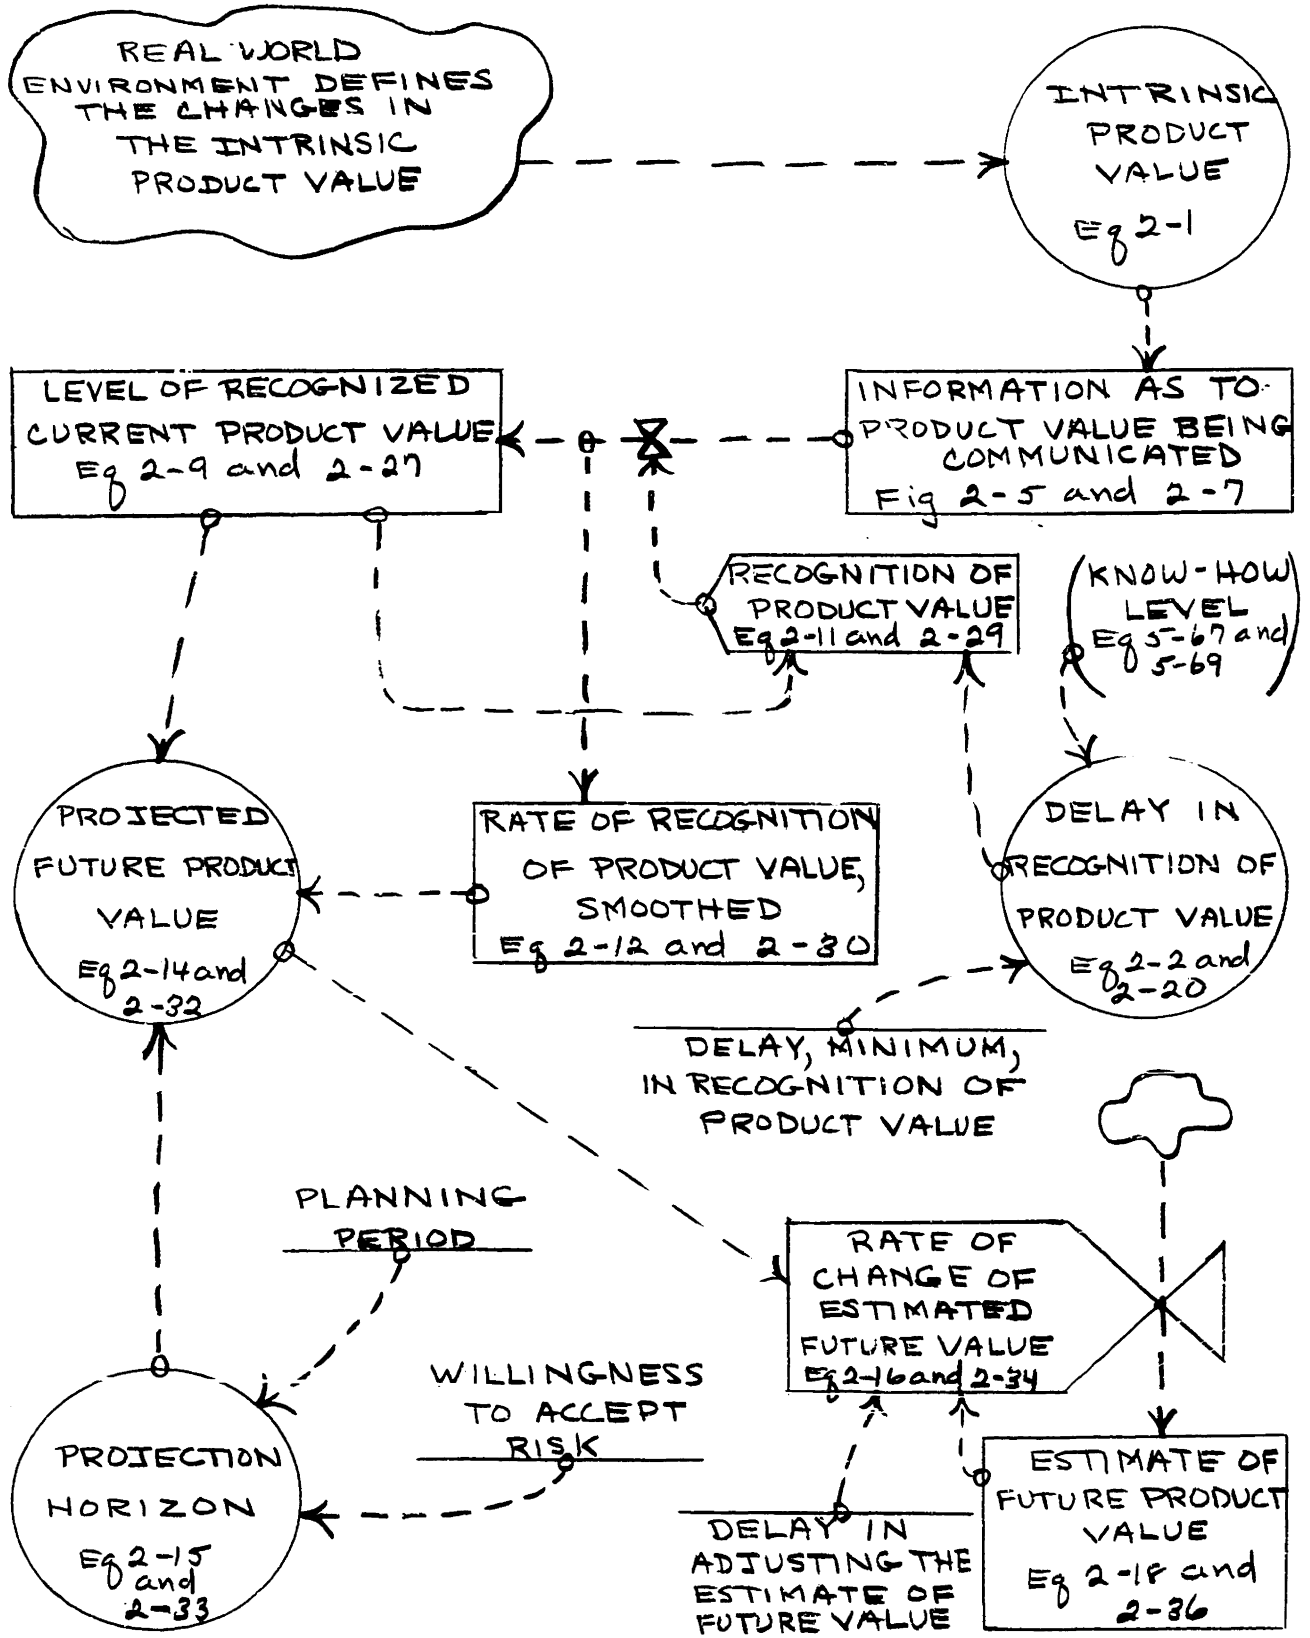 REAL WORLD
ENVIRONMENT DEFINES
THE CHANGES IN
THE INTRINSIC
PRODUCT VALUE
INTRINSIC
PRODUCT
VALUE
Eq 2-1
LEVEL OF RECOGNIZED
CURRENT PRODUCT VALUE
Eq 2-9 and 2-27
INFORMATION AS TO
PRODUCT VALUE BEING
COMMUNICATED
Fig 2-5 and 2-7
RECOGNITION OF
PRODUCT VALUE
Eq 2-11 and 2-29
(KNOW-HOW)
LEVEL
Eq 5-67 and
5-69
PROJECTED
FUTURE PRODUCT
VALUE
Eq 2-14 and
2-32
RATE OF RECOGNITION
OF PRODUCT VALUE,
SMOOTHED
Eq 2-12 and 2-30
DELAY IN
RECOGNITION OF
PRODUCT VALUE
Eq 2-2 and
2-20
DELAY, MINIMUM,
IN RECOGNITION OF
PRODUCT VALUE
PLANNING
PERIOD
RATE OF
CHANGE OF
ESTIMATED
FUTURE VALUE
Eq 2-16 and 2-34
WILLINGNESS
TO ACCEPT
RISK
PROJECTION
HORIZON
Eq 2-15
and
2-33
DELAY IN
ADJUSTING THE
ESTIMATE OF
FUTURE VALUE
ESTIMATE OF
FUTURE PRODUCT
VALUE
Eq 2-18 and
2-36